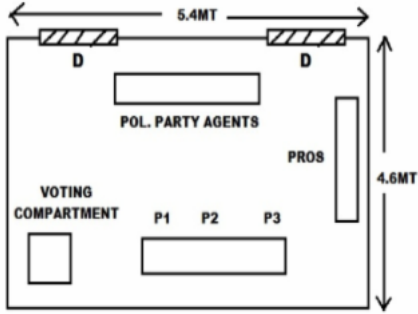 5.4MT
D
D
POL. PARTY AGENTS
PROS
4.6MT
VOTING
COMPARTMENT
P1 P2 P3